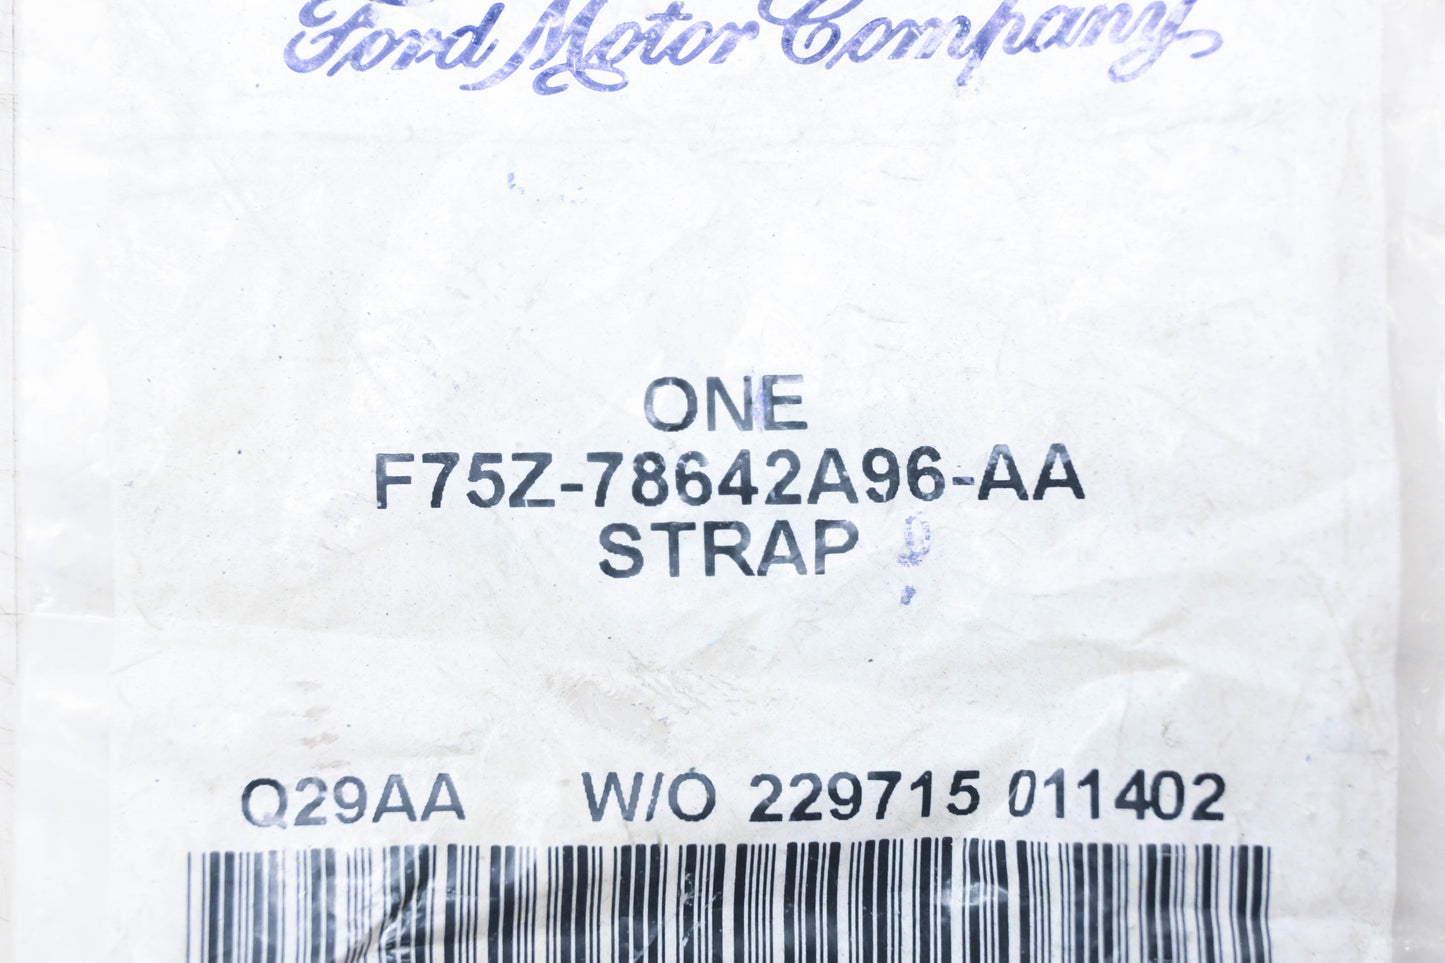 Ford Motor Company
ONE
F75Z-78642A96-AA
STRAP
Q29AA W/O 229715 011402